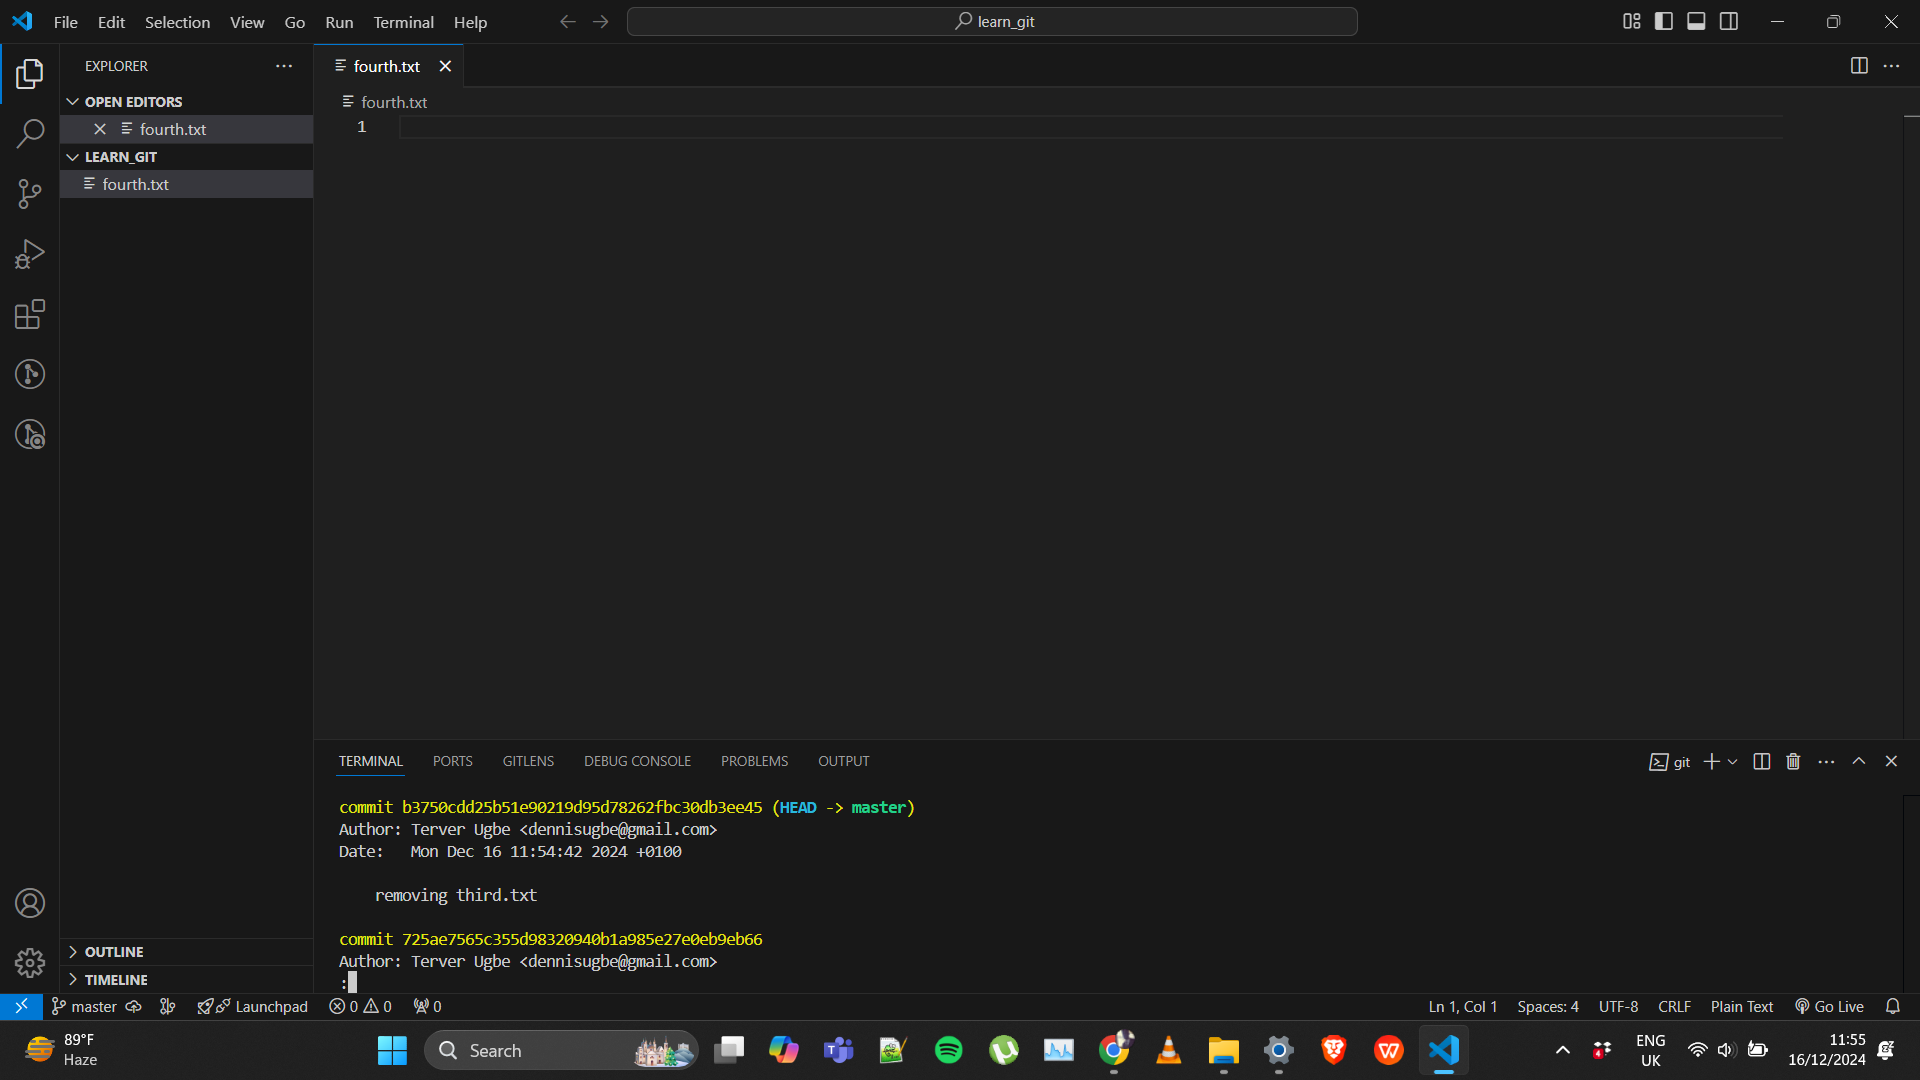 File Edit Selection View Go Run Terminal Help
learn_git
EXPLORER
fourth.txt
OPEN EDITORS
fourth.txt
LEARN_GIT
fourth.txt
fourth.txt
1
TERMINAL PORTS GITLENS DEBUG CONSOLE PROBLEMS OUTPUT
git
commit b3750cdd25b51e90219d95d78262fbc30db3ee45 (HEAD -> master)
Author: Terver Ugbe <dennisugbe@gmail.com>
Date:   Mon Dec 16 11:54:42 2024 +0100
removing third.txt
commit 725ae7565c355d98320940b1a985e27e0eb9eb66
Author: Terver Ugbe <dennisugbe@gmail.com>
:
OUTLINE
TIMELINE
master Launchpad 0 0 0
Ln 1, Col 1 Spaces: 4 UTF-8 CRLF Plain Text Go Live
89°F
Haze
Search
4
ENG
UK
11:55
16/12/2024